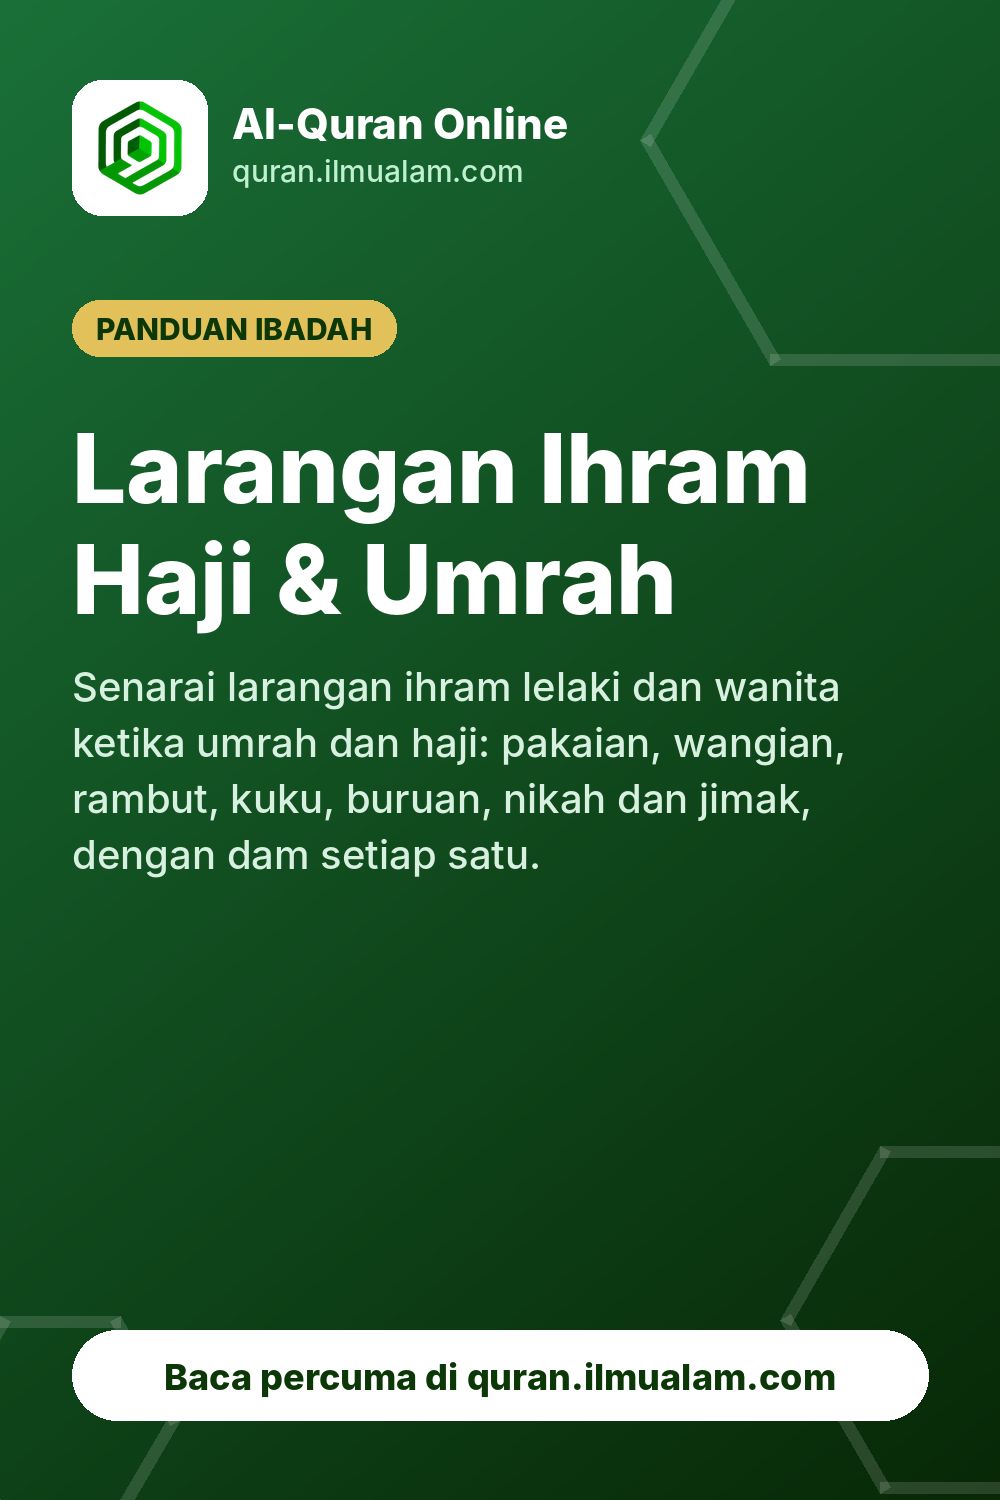 Al-Quran Online
quran.ilmualam.com
PANDUAN IBADAH
Larangan Ihram
Haji & Umrah
Senarai larangan ihram lelaki dan wanita
ketika umrah dan haji: pakaian, wangian,
rambut, kuku, buruan, nikah dan jimak,
dengan dam setiap satu.
Baca percuma di quran.ilmualam.com